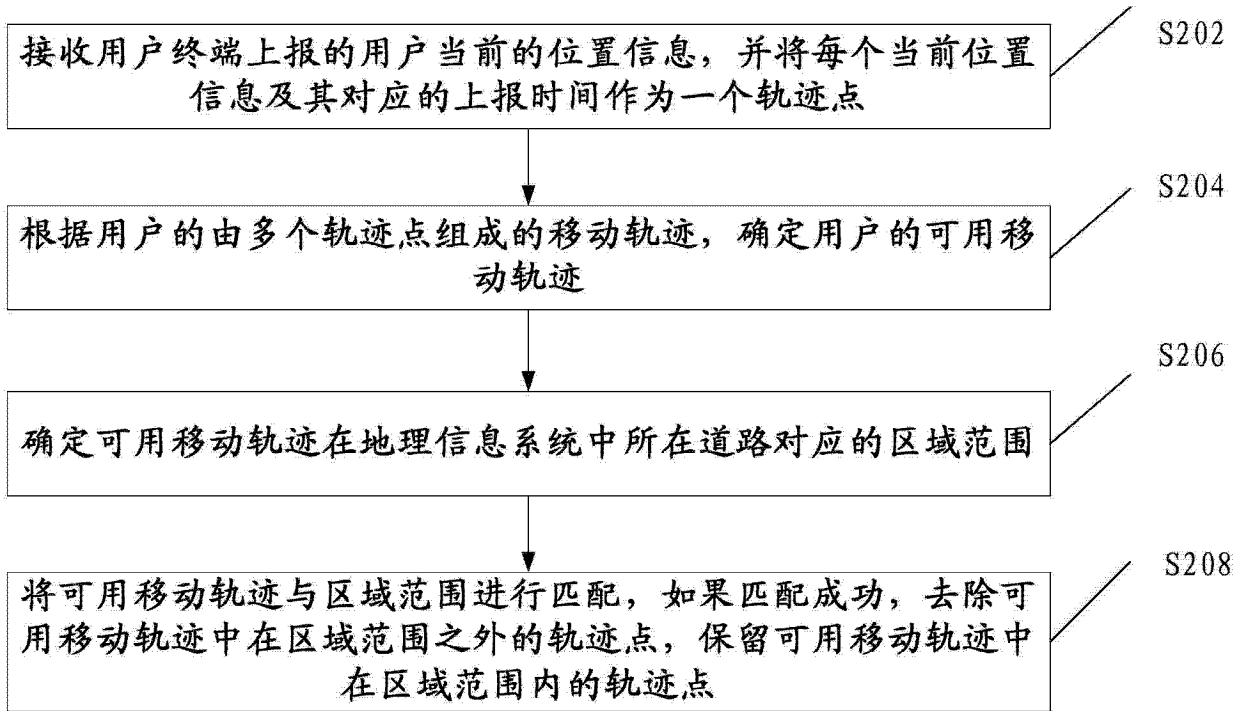 S202
接收用户终端上报的用户当前的位置信息，并将每个当前位置
信息及其对应的上报时间作为一个轨迹点
S204
根据用户的由多个轨迹点组成的移动轨迹，确定用户的可用移
动轨迹
S206
确定可用移动轨迹在地理信息系统中所在道路对应的区域范围
S208
将可用移动轨迹与区域范围进行匹配，如果匹配成功，去除可
用移动轨迹中在区域范围之外的轨迹点，保留可用移动轨迹中
在区域范围内的轨迹点